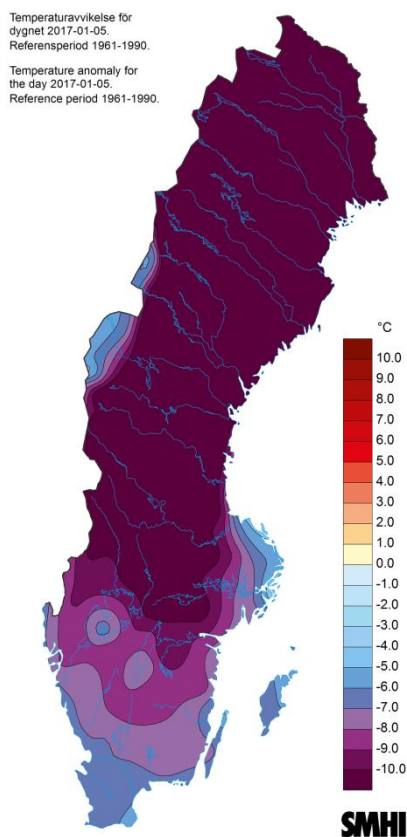 Temperaturavvikelse för
dygnet 2017-01-05.
Referensperiod 1961-1990.
Temperature anomaly for
the day 2017-01-05.
Reference period 1961-1990.
°C
10.0
9.0
8.0
7.0
6.0
5.0
4.0
3.0
2.0
1.0
0.0
-1.0
-2.0
-3.0
-4.0
-5.0
-6.0
-7.0
-8.0
-9.0
-10.0
SMHI